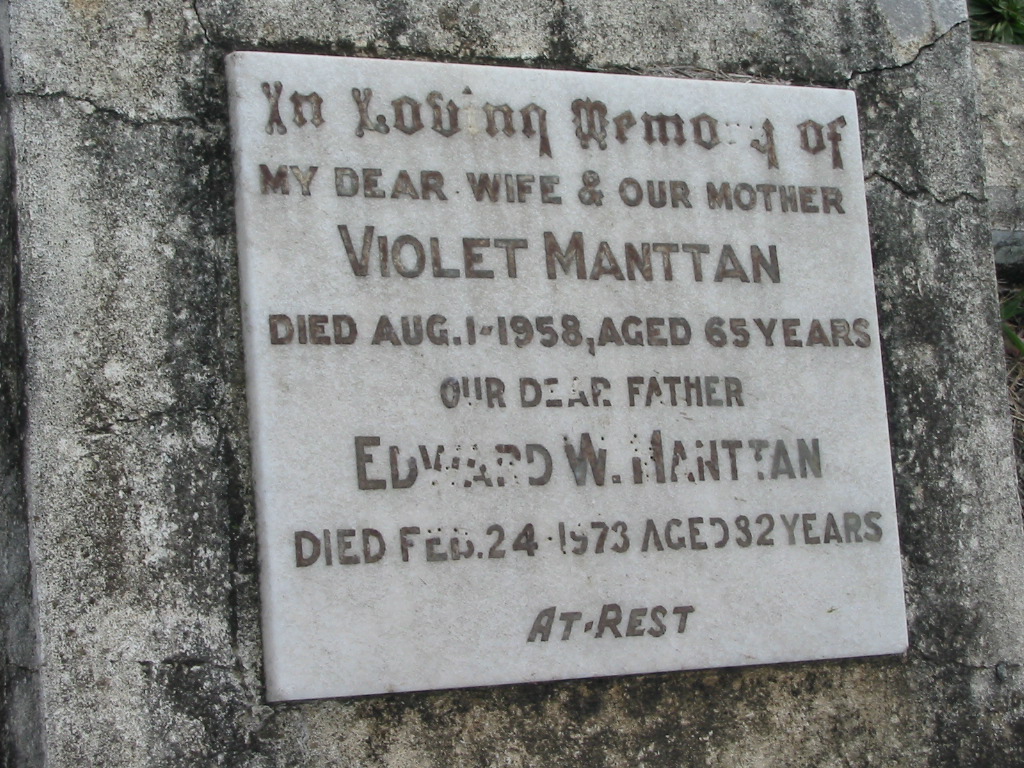 In Loving Memory of
MY DEAR WIFE & OUR MOTHER
VIOLET MANTTAN
DIED AUG. 1-1958, AGED 65 YEARS
OUR DEAR FATHER
EDWARD W. MANTTAN
DIED FEB. 24-1973 AGED 82 YEARS
AT-REST